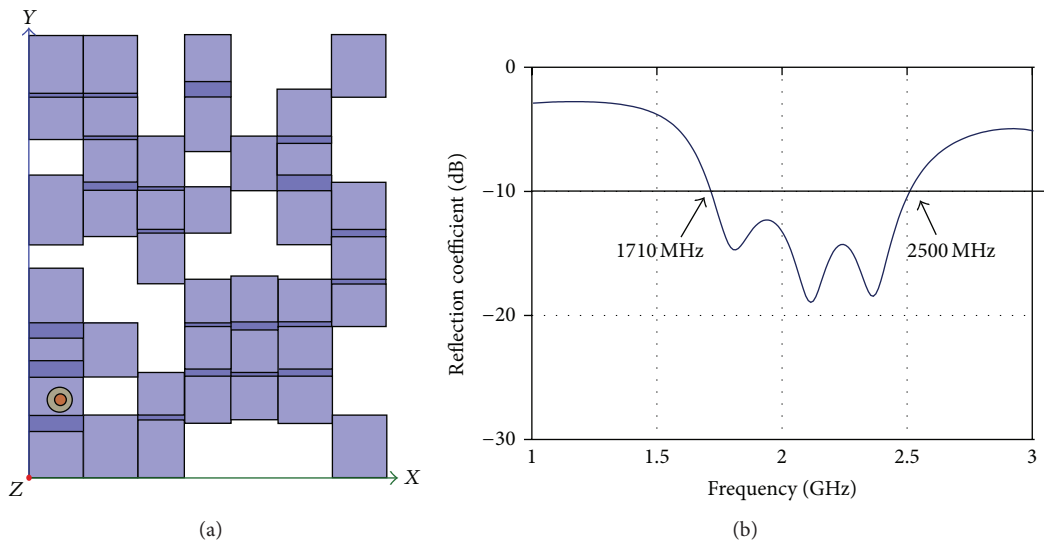 Y
Z
X
(a)
Reflection coefficient (dB)
0
−10
−20
−30
1710 MHz
2500 MHz
1
1.5
2
2.5
3
Frequency (GHz)
(b)